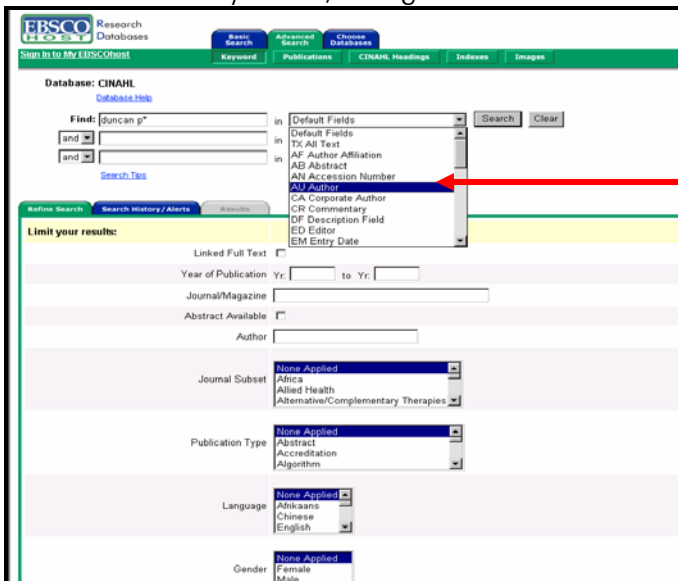 EBSCO Research
HOST Databases
Basic Search Advanced Search Choose Databases
Sign In to My EBSCOhost Keyword Publications CINAHL Headings Indexes Images
Database: CINAHL
Database Help
Find: duncan p* in Default Fields Search Clear
and in Default Fields
TX All Text
and in AF Author Affiliation
AB Abstract
Search Tips AN Accession Number
AU Author
CA Corporate Author
CR Commentary
Refine Search Search History/Alerts Results DF Description Field
ED Editor
Limit your results: EM Entry Date
Linked Full Text
Year of Publication Yr: to Yr:
Journal/Magazine
Abstract Available
Author
Journal Subset None Applied
Africa
Allied Health
Alternative/Complementary Therapies
Publication Type None Applied
Abstract
Accreditation
Algorithm
Language None Applied
Afrikaans
Chinese
English
Gender None Applied
Female
Male